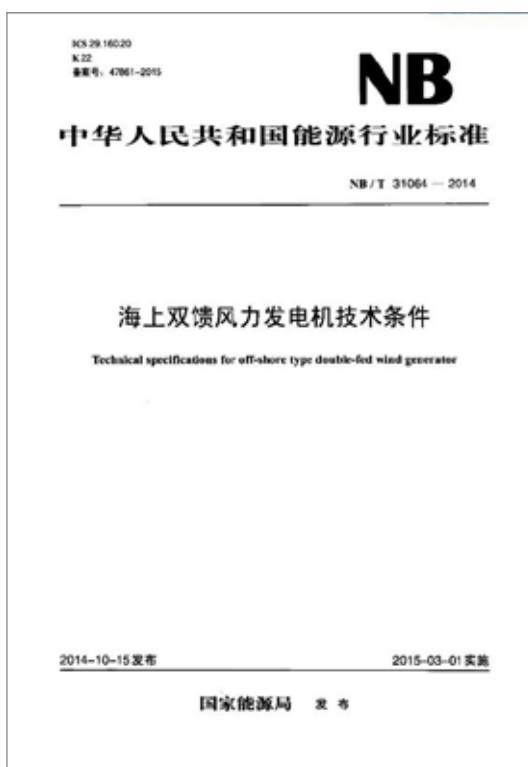 ICS 29.160.20
K 22
备案号：47861-2015
NB
中华人民共和国能源行业标准
NB/T 31064 — 2014
海上双馈风力发电机技术条件
Technical specifications for off-shore type double-fed wind generator
2014-10-15发布
2015-03-01实施
国家能源局 发布